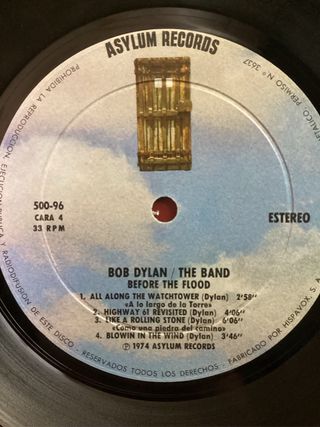 ASYLUM RECORDS
PROHIBIDA LA REPRODUCCION, EJECUCION PUBLICA Y RADIODIFUSION DE ESTE DISCO . RESERVADOS TODOS LOS DERECHOS . FABRICADO POR HISPAVOX, S. A.
PERMISO N.° 3637
500-96
CARA 4
33 RPM
ESTEREO
BOB DYLAN / THE BAND
BEFORE THE FLOOD
1. ALL ALONG THE WATCHTOWER (Dylan) 2'58"
«A lo largo de la Torre»
2. HIGHWAY 61 REVISITED (Dylan) 4'06"
3. LIKE A ROLLING STONE (Dylan) 6'06"
«Como una piedra del camino»
4. BLOWIN IN THE WIND (Dylan) 3'46"
Ⓟ 1974 ASYLUM RECORDS